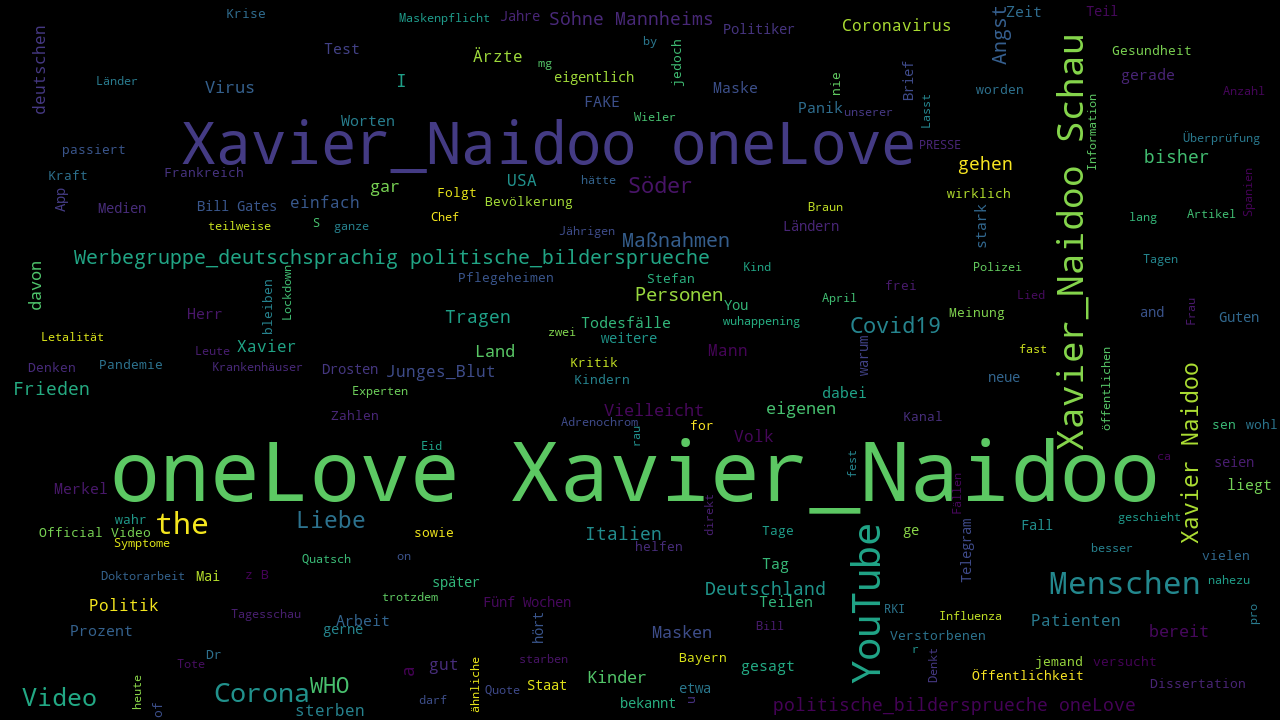 Krise
Maskenpflicht
Jahre
Söhne Mannheims
Politiker
Coronavirus
Angst
Zeit
Teil
deutschen
Test
Ärzte
by
jedoch
Gesundheit
mg
eigentlich
Länder
Virus
I
FAKE
Maske
nie
Brief
worden
gerade
Anzahl
Worten
Wieler
Panik
unserer
Lasst
Xavier_Naidoo Schau
Information
Überprüfung
passiert
Xavier_Naidoo oneLove
PRESSE
gehen
bisher
Kraft
Frankreich
gar
USA
hätte
Söder
wirklich
App
Medien
Bill Gates
einfach
Folgt
Bevölkerung
Chef
Braun
stark
lang
Artikel
Spanien
teilweise
S
ganze
Jährigen
Maßnahmen
Ländern
Werbegruppe_deutschsprachig politische_bildersprueche
Kind
Polizei
Tagen
davon
bleiben
Lockdown
Pflegeheimen
Stefan
Personen
You
April
frei
Lied
Herr
Tragen
Todesfälle
wuhappening
Covid19
Meinung
and
Frau
Guten
Letalität
zwei
weitere
Leute
Xavier
Land
Mann
warum
fast
Denken
Pandemie
Krankenhäuser
Drosten
Junges_Blut
Kritik
Kindern
neue
öffentlichen
Frieden
Experten
dabei
Zahlen
Vielleicht
eigenen
Kanal
Xavier Naidoo
Adrenochrom
for
rau
Volk
sen
wohl
Eid
oneLove Xavier_Naidoo
fest
ca
Merkel
Fällen
seien
liegt
wahr
the
Liebe
direkt
Official Video
Symptome
sowie
Italien
helfen
Tage
YouTube
ge
Telegram
Fall
geschieht
besser
vielen
Quatsch
on
Tag
Doktorarbeit
Mai
z B
später
Deutschland
Menschen
nahezu
Politik
trotzdem
Fünf Wochen
Teilen
RKI
Influenza
pro
Tagesschau
Arbeit
gerne
hört
Bill
Patienten
Prozent
Masken
Verstorbenen
bereit
Dr
r
Tote
gut
starben
Bayern
gesagt
Denkt
jemand
versucht
a
ähnliche
Öffentlichkeit
Video
heute
of
Corona
WHO
sterben
darf
Quote
Staat
Kinder
bekannt
etwa
u
Dissertation
politische_bildersprueche oneLove